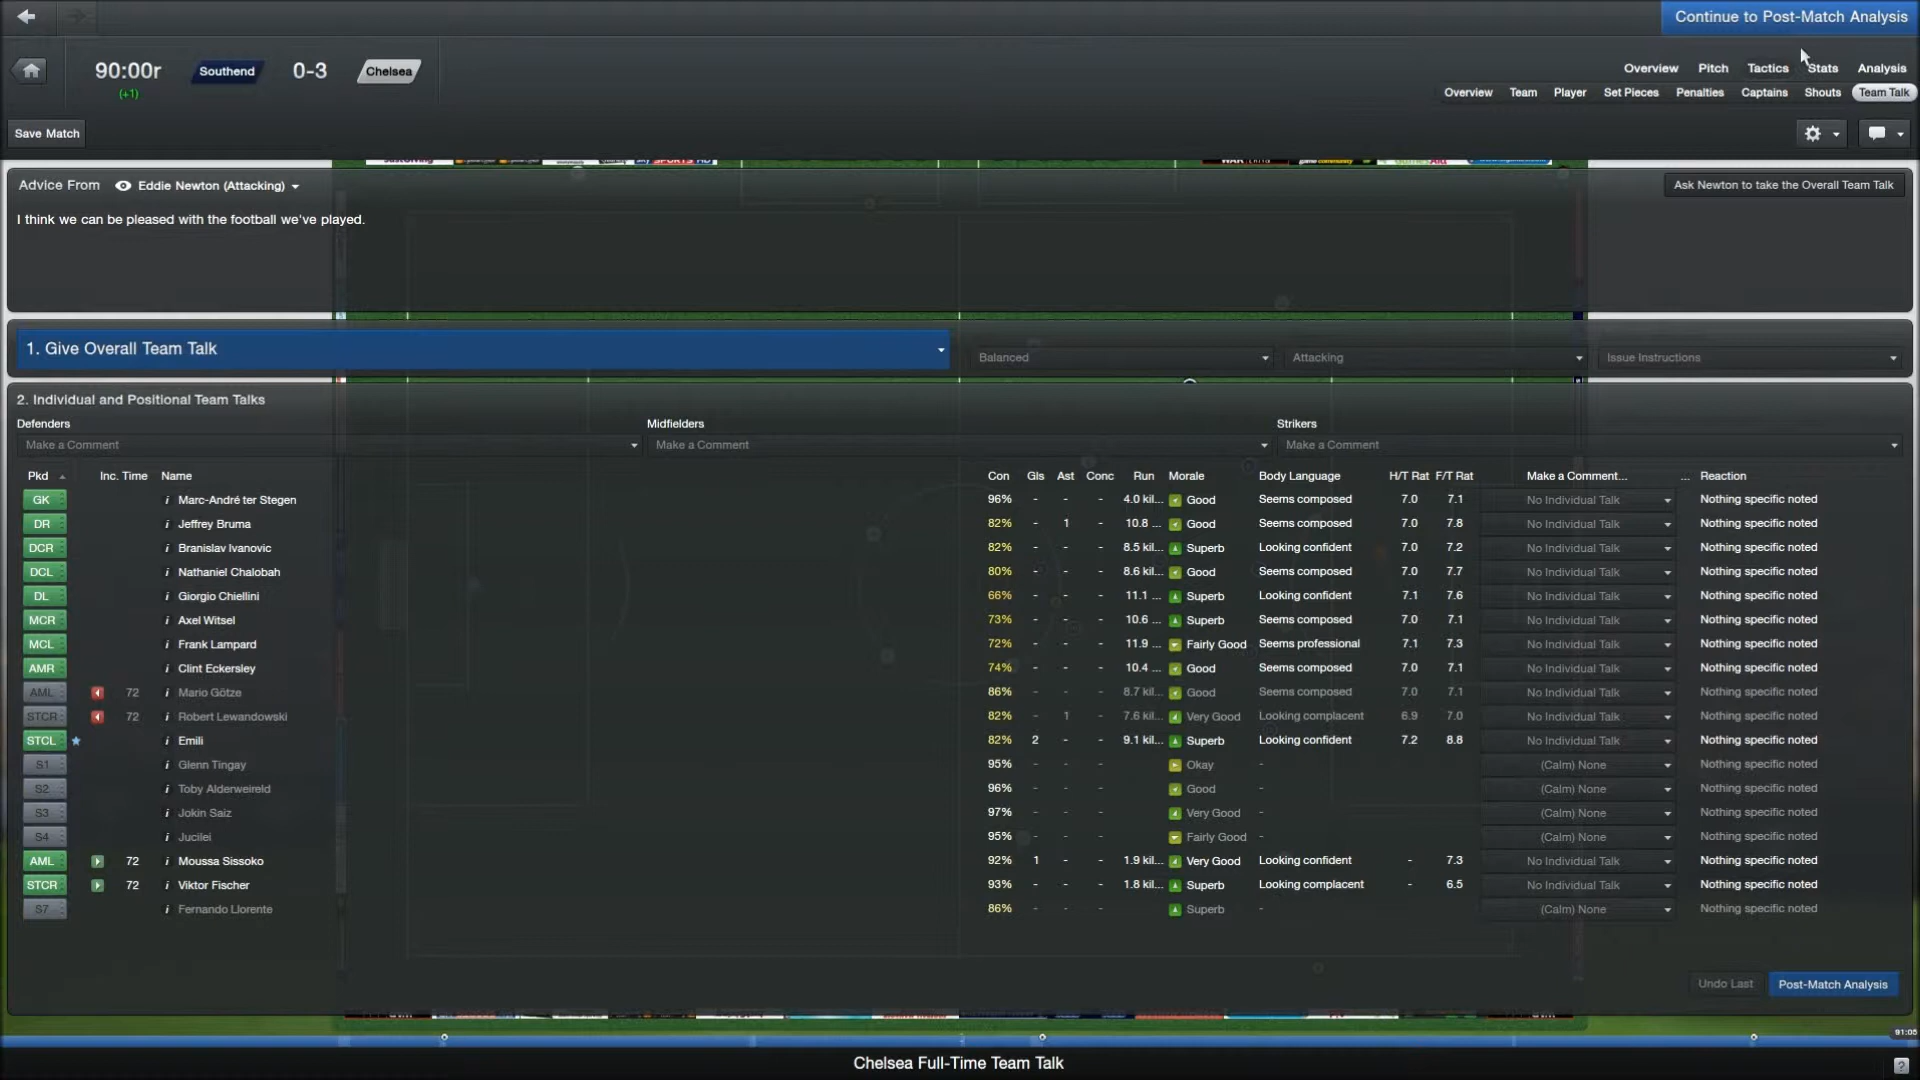 Continue to Post-Match Analysis
90:00r Southend 0-3 Chelsea
(+1)
Overview Pitch Tactics Stats Analysis
Overview Team Player Set Pieces Penalties Captains Shouts Team Talk
Save Match
Advice From Eddie Newton (Attacking) Ask Newton to take the Overall Team Talk
I think we can be pleased with the football we've played.
1. Give Overall Team Talk Balanced Attacking Issue Instructions
2. Individual and Positional Team Talks
Defenders Midfielders Strikers
Make a Comment Make a Comment Make a Comment
Pkd Inc. Time Name Con Gls Ast Conc Run Morale Body Language H/T Rat F/T Rat Make a Comment... ... Reaction
GK i Marc-André ter Stegen 96% - - - 4.0 kil... Good Seems composed 7.0 7.1 No Individual Talk Nothing specific noted
DR i Jeffrey Bruma 82% - 1 - 10.8 ... Good Seems composed 7.0 7.8 No Individual Talk Nothing specific noted
DCR i Branislav Ivanovic 82% - - - 8.5 kil... Superb Looking confident 7.0 7.2 No Individual Talk Nothing specific noted
DCL i Nathaniel Chalobah 80% - - - 8.6 kil... Good Seems composed 7.0 7.7 No Individual Talk Nothing specific noted
DL i Giorgio Chiellini 66% - - - 11.1 ... Superb Looking confident 7.1 7.6 No Individual Talk Nothing specific noted
MCR i Axel Witsel 73% - - - 10.6 ... Superb Seems composed 7.0 7.1 No Individual Talk Nothing specific noted
MCL i Frank Lampard 72% - - - 11.9 ... Fairly Good Seems professional 7.1 7.3 No Individual Talk Nothing specific noted
AMR i Clint Eckersley 74% - - - 10.4 ... Good Seems composed 7.0 7.1 No Individual Talk Nothing specific noted
AML 72 i Mario Götze 86% - - - 8.7 kil... Good Seems composed 7.0 7.1 No Individual Talk Nothing specific noted
STCR 72 i Robert Lewandowski 82% - 1 - 7.6 kil... Very Good Looking complacent 6.9 7.0 No Individual Talk Nothing specific noted
STCL i Emili 82% 2 - - 9.1 kil... Superb Looking confident 7.2 8.8 No Individual Talk Nothing specific noted
S1 i Glenn Tingay 95% - - - Okay - (Calm) None Nothing specific noted
S2 i Toby Alderweireld 96% - - - Good - (Calm) None Nothing specific noted
S3 i Jokin Saiz 97% - - - Very Good - (Calm) None Nothing specific noted
S4 i Jucilei 95% - - - Fairly Good - (Calm) None Nothing specific noted
AML 72 i Moussa Sissoko 92% 1 - - 1.9 kil... Very Good Looking confident - 7.3 No Individual Talk Nothing specific noted
STCR 72 i Viktor Fischer 93% - - - 1.8 kil... Superb Looking complacent - 6.5 No Individual Talk Nothing specific noted
S7 i Fernando Llorente 86% - - - Superb - (Calm) None Nothing specific noted
Undo Last Post-Match Analysis
91:05
Chelsea Full-Time Team Talk ?